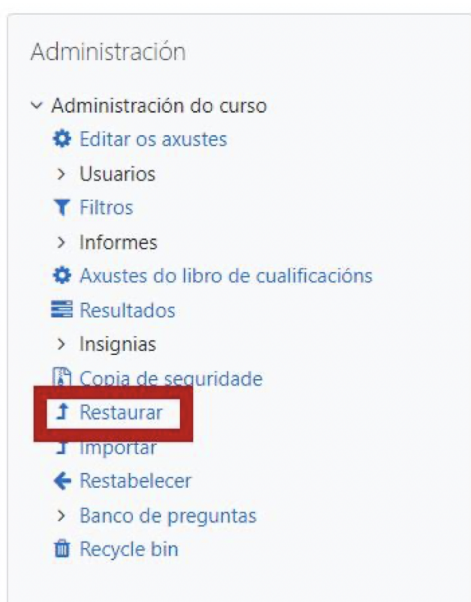 Administración
Administración do curso
Editar os axustes
Usuarios
Filtros
Informes
Axustes do libro de cualificacións
Resultados
Insignias
Copia de seguridade
Restaurar
Importar
Restabelecer
Banco de preguntas
Recycle bin